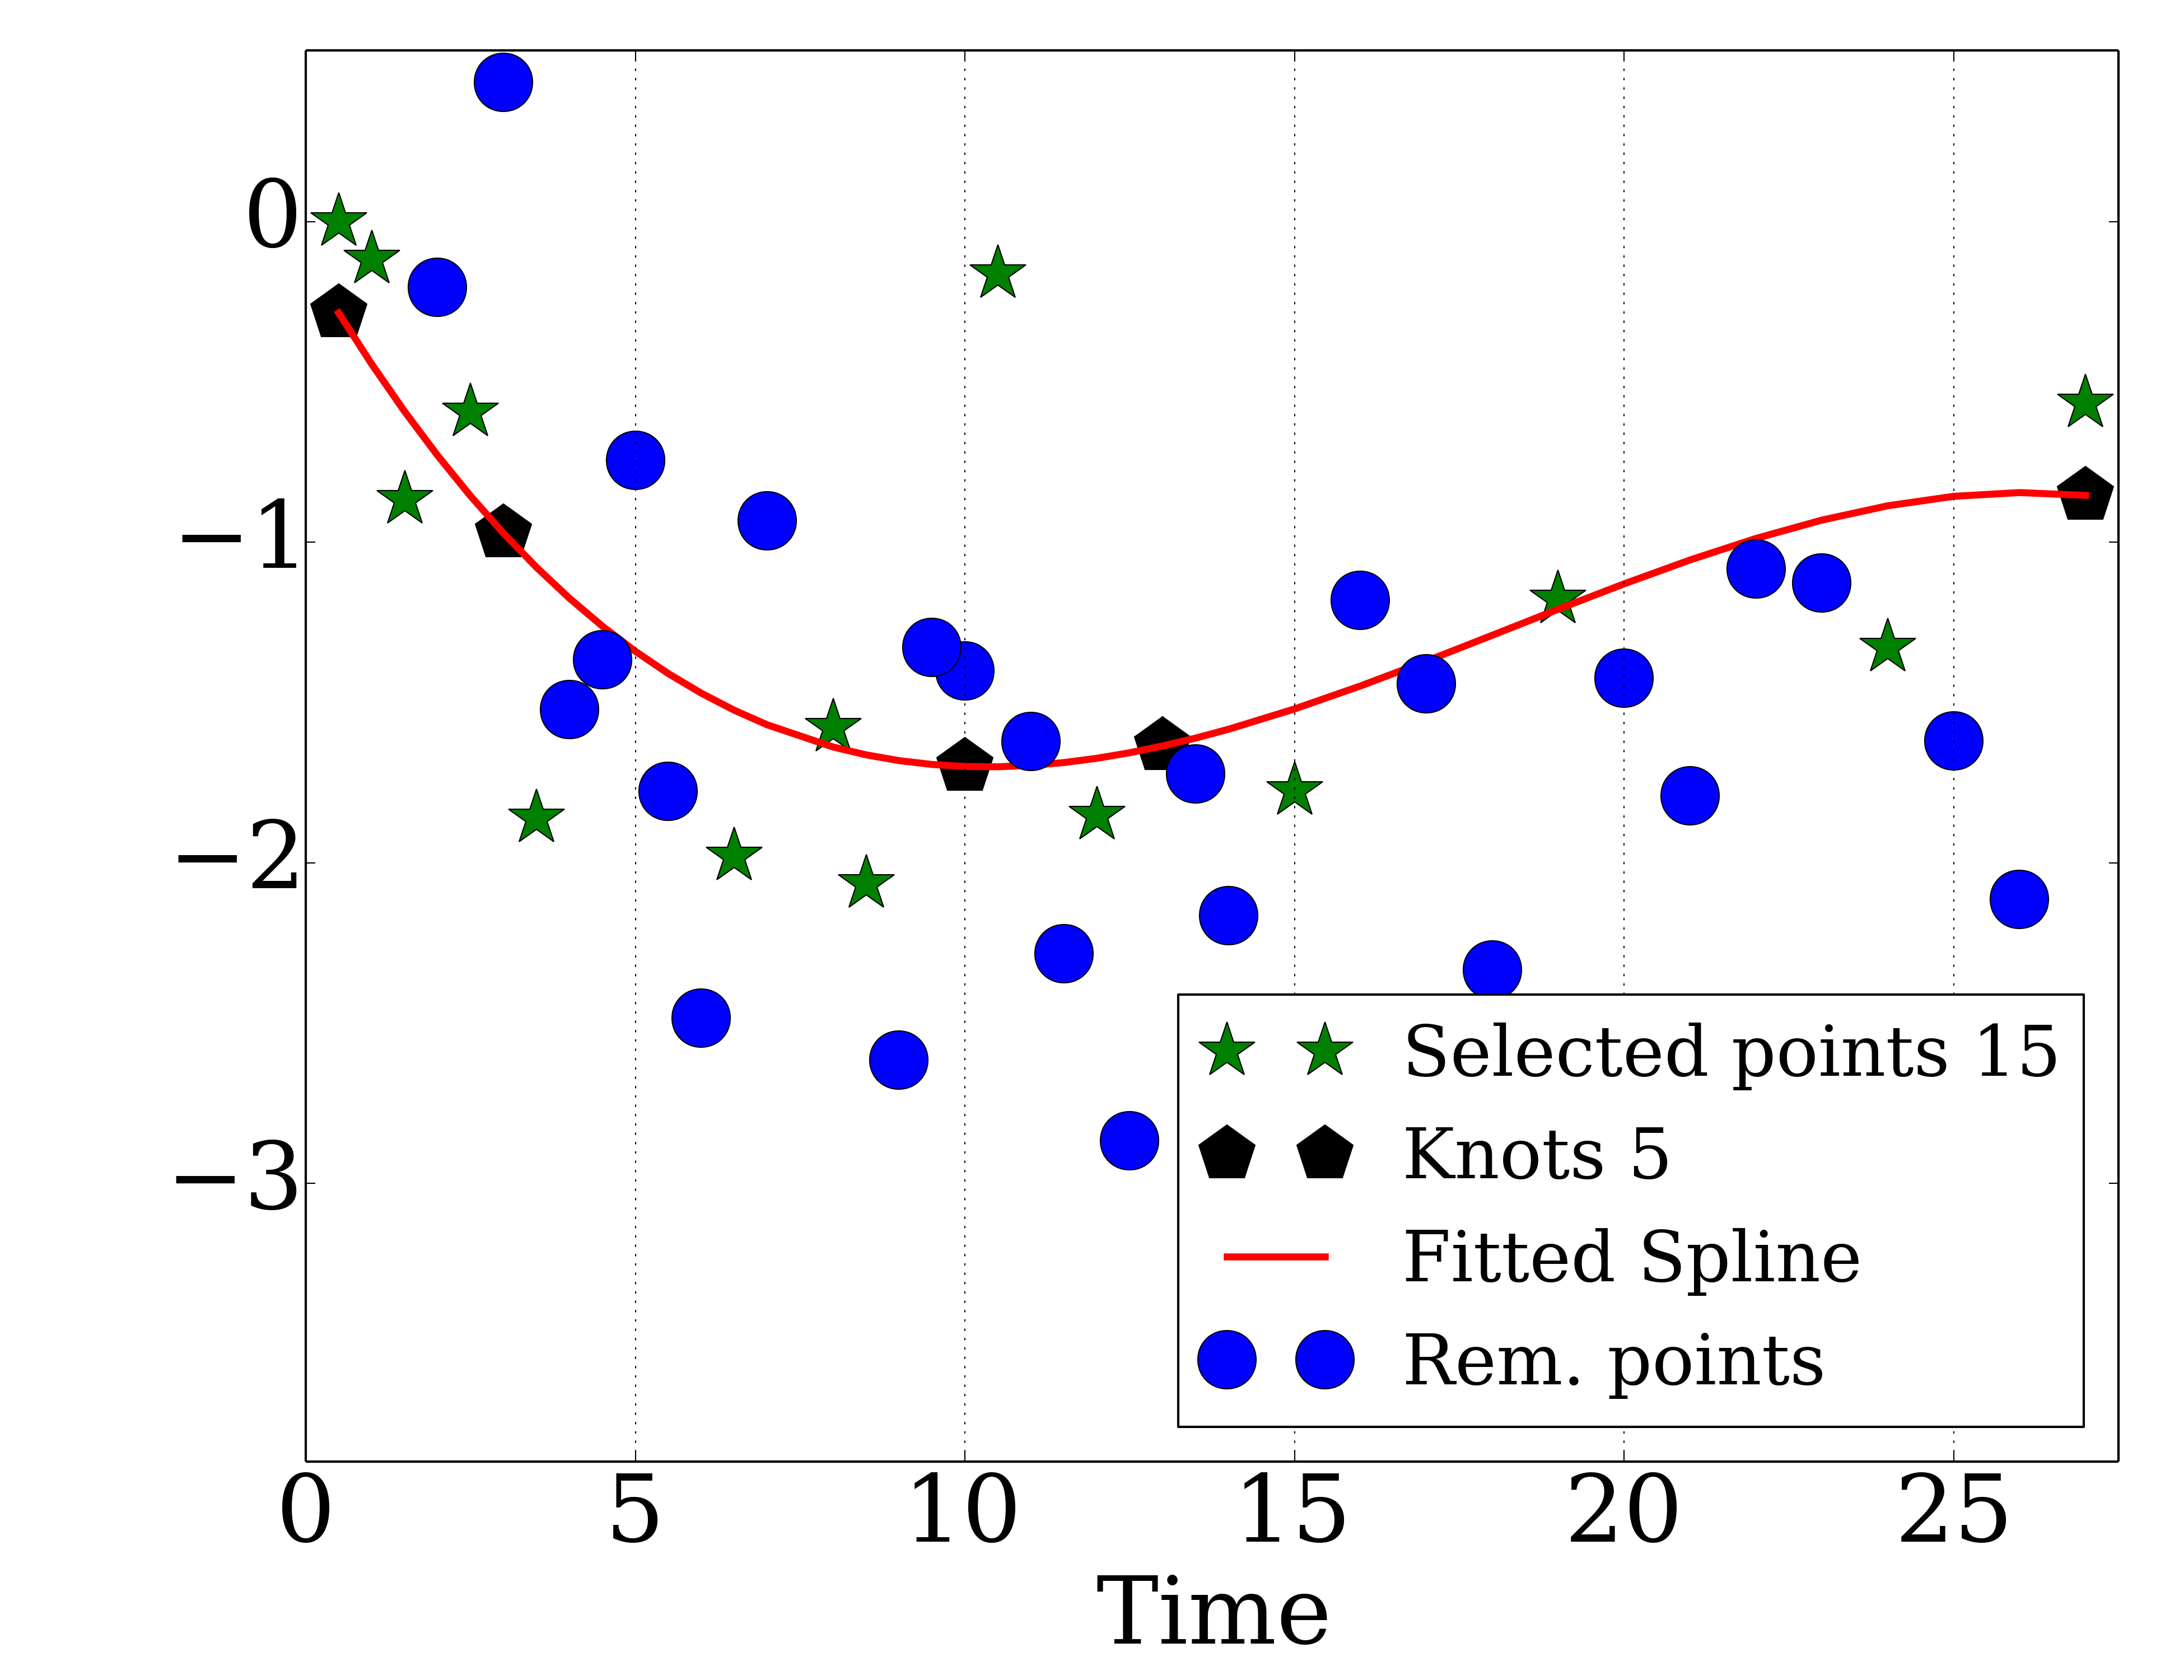 0
−1
−2
−3
Selected points 15
Knots 5
Fitted Spline
Rem. points
0 5 10 15 20 25
Time